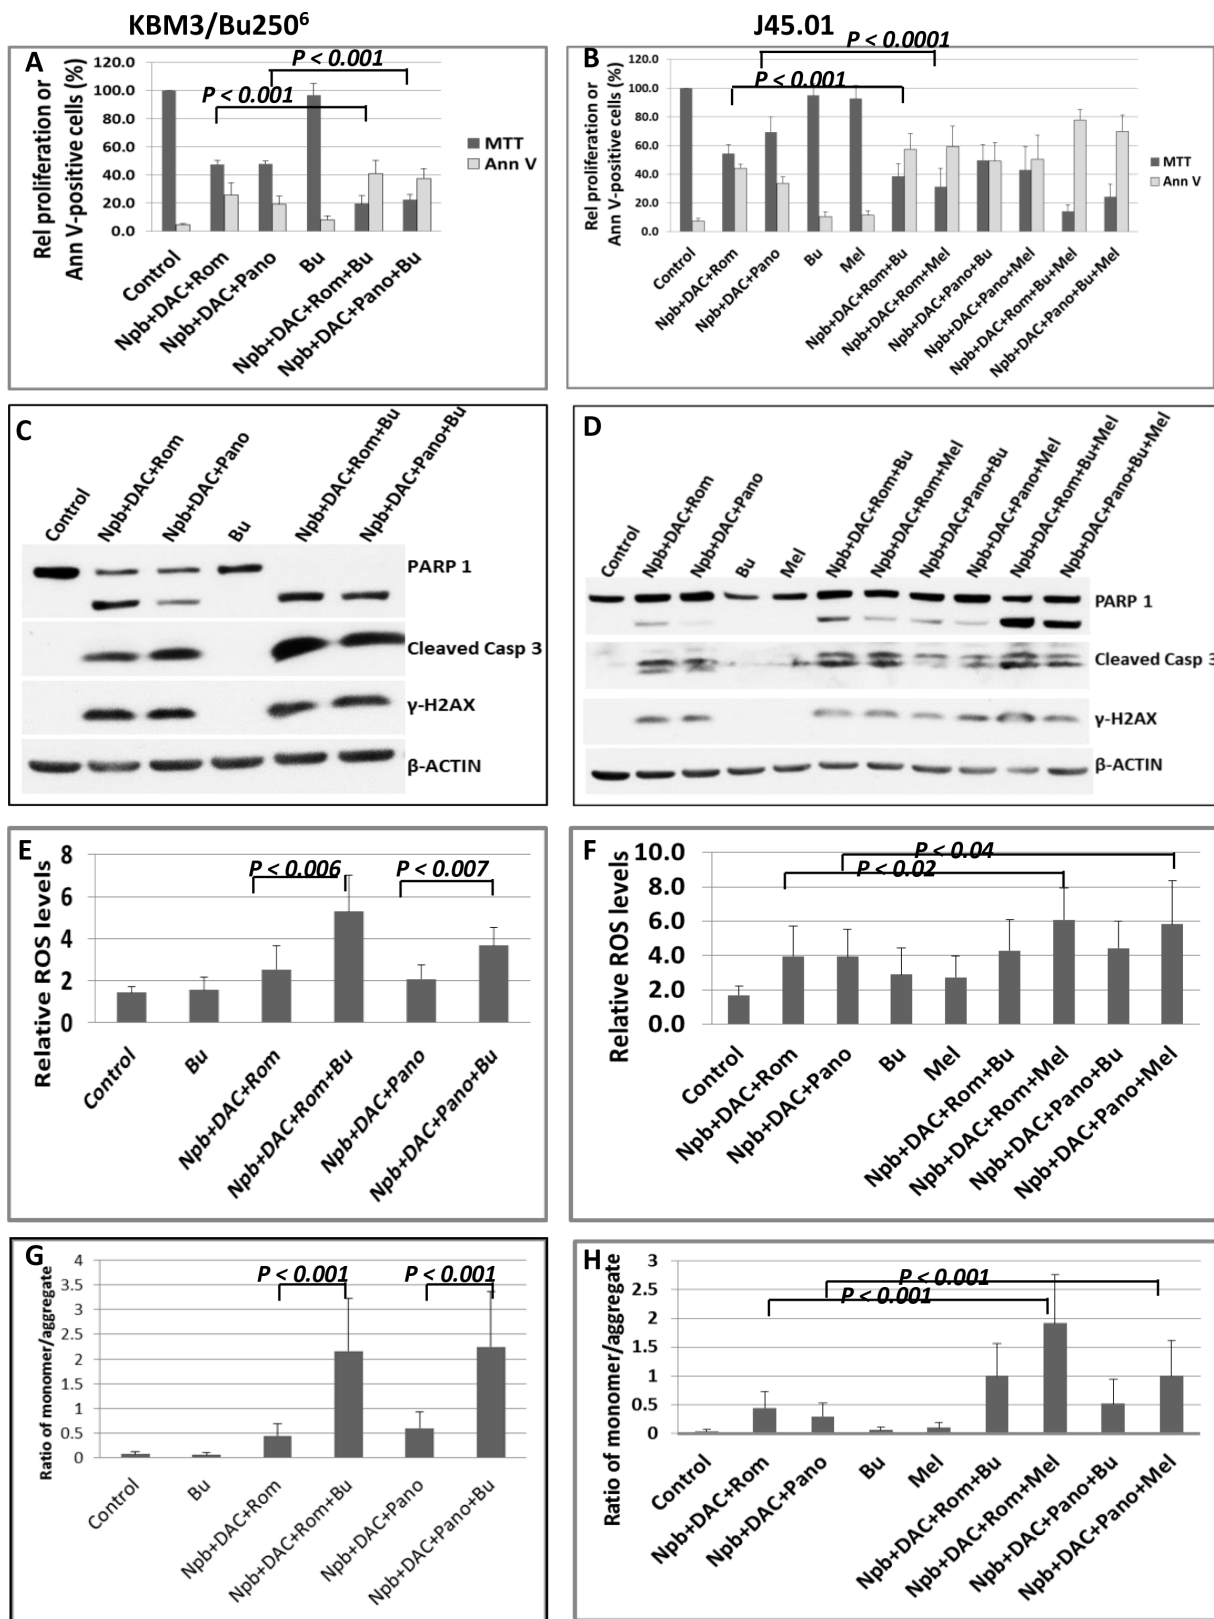 KBM3/Bu250⁶
J45.01
A
P < 0.001
P < 0.001
Rel proliferation or
Ann V-positive cells (%)
120.0
100.0
80.0
60.0
40.0
20.0
0.0
MTT
Ann V
Control
Npb+DAC+Rom
Npb+DAC+Pano
Bu
Npb+DAC+Rom+Bu
Npb+DAC+Pano+Bu
B
P < 0.0001
P < 0.001
Rel proliferation or
Ann V-positive cells (%)
120.0
100.0
80.0
60.0
40.0
20.0
0.0
MTT
Ann V
Control
Npb+DAC+Rom
Npb+DAC+Pano
Bu
Mel
Npb+DAC+Rom+Bu
Npb+DAC+Rom+Mel
Npb+DAC+Pano+Bu
Npb+DAC+Pano+Mel
Npb+DAC+Rom+Bu+Mel
Npb+DAC+Pano+Bu+Mel
C
Control
Npb+DAC+Rom
Npb+DAC+Pano
Bu
Npb+DAC+Rom+Bu
Npb+DAC+Pano+Bu
PARP 1
Cleaved Casp 3
γ-H2AX
β-ACTIN
D
Control
Npb+DAC+Rom
Npb+DAC+Pano
Bu
Mel
Npb+DAC+Rom+Bu
Npb+DAC+Rom+Mel
Npb+DAC+Pano+Bu
Npb+DAC+Pano+Mel
Npb+DAC+Rom+Bu+Mel
Npb+DAC+Pano+Bu+Mel
PARP 1
Cleaved Casp 3
γ-H2AX
β-ACTIN
E
P < 0.006
P < 0.007
Relative ROS levels
8
6
4
2
0
Control
Bu
Npb+DAC+Rom
Npb+DAC+Rom+Bu
Npb+DAC+Pano
Npb+DAC+Pano+Bu
F
P < 0.04
P < 0.02
Relative ROS levels
10.0
8.0
6.0
4.0
2.0
0.0
Control
Npb+DAC+Rom
Npb+DAC+Pano
Bu
Mel
Npb+DAC+Rom+Bu
Npb+DAC+Rom+Mel
Npb+DAC+Pano+Bu
Npb+DAC+Pano+Mel
G
P < 0.001
P < 0.001
Ratio of monomer/aggregate
4
3.5
3
2.5
2
1.5
1
0.5
0
Control
Bu
Npb+DAC+Rom
Npb+DAC+Rom+Bu
Npb+DAC+Pano
Npb+DAC+Pano+Bu
H
P < 0.001
P < 0.001
Ratio of monomer/aggregate
3
2.5
2
1.5
1
0.5
0
Control
Npb+DAC+Rom
Npb+DAC+Pano
Bu
Mel
Npb+DAC+Rom+Bu
Npb+DAC+Rom+Mel
Npb+DAC+Pano+Bu
Npb+DAC+Pano+Mel